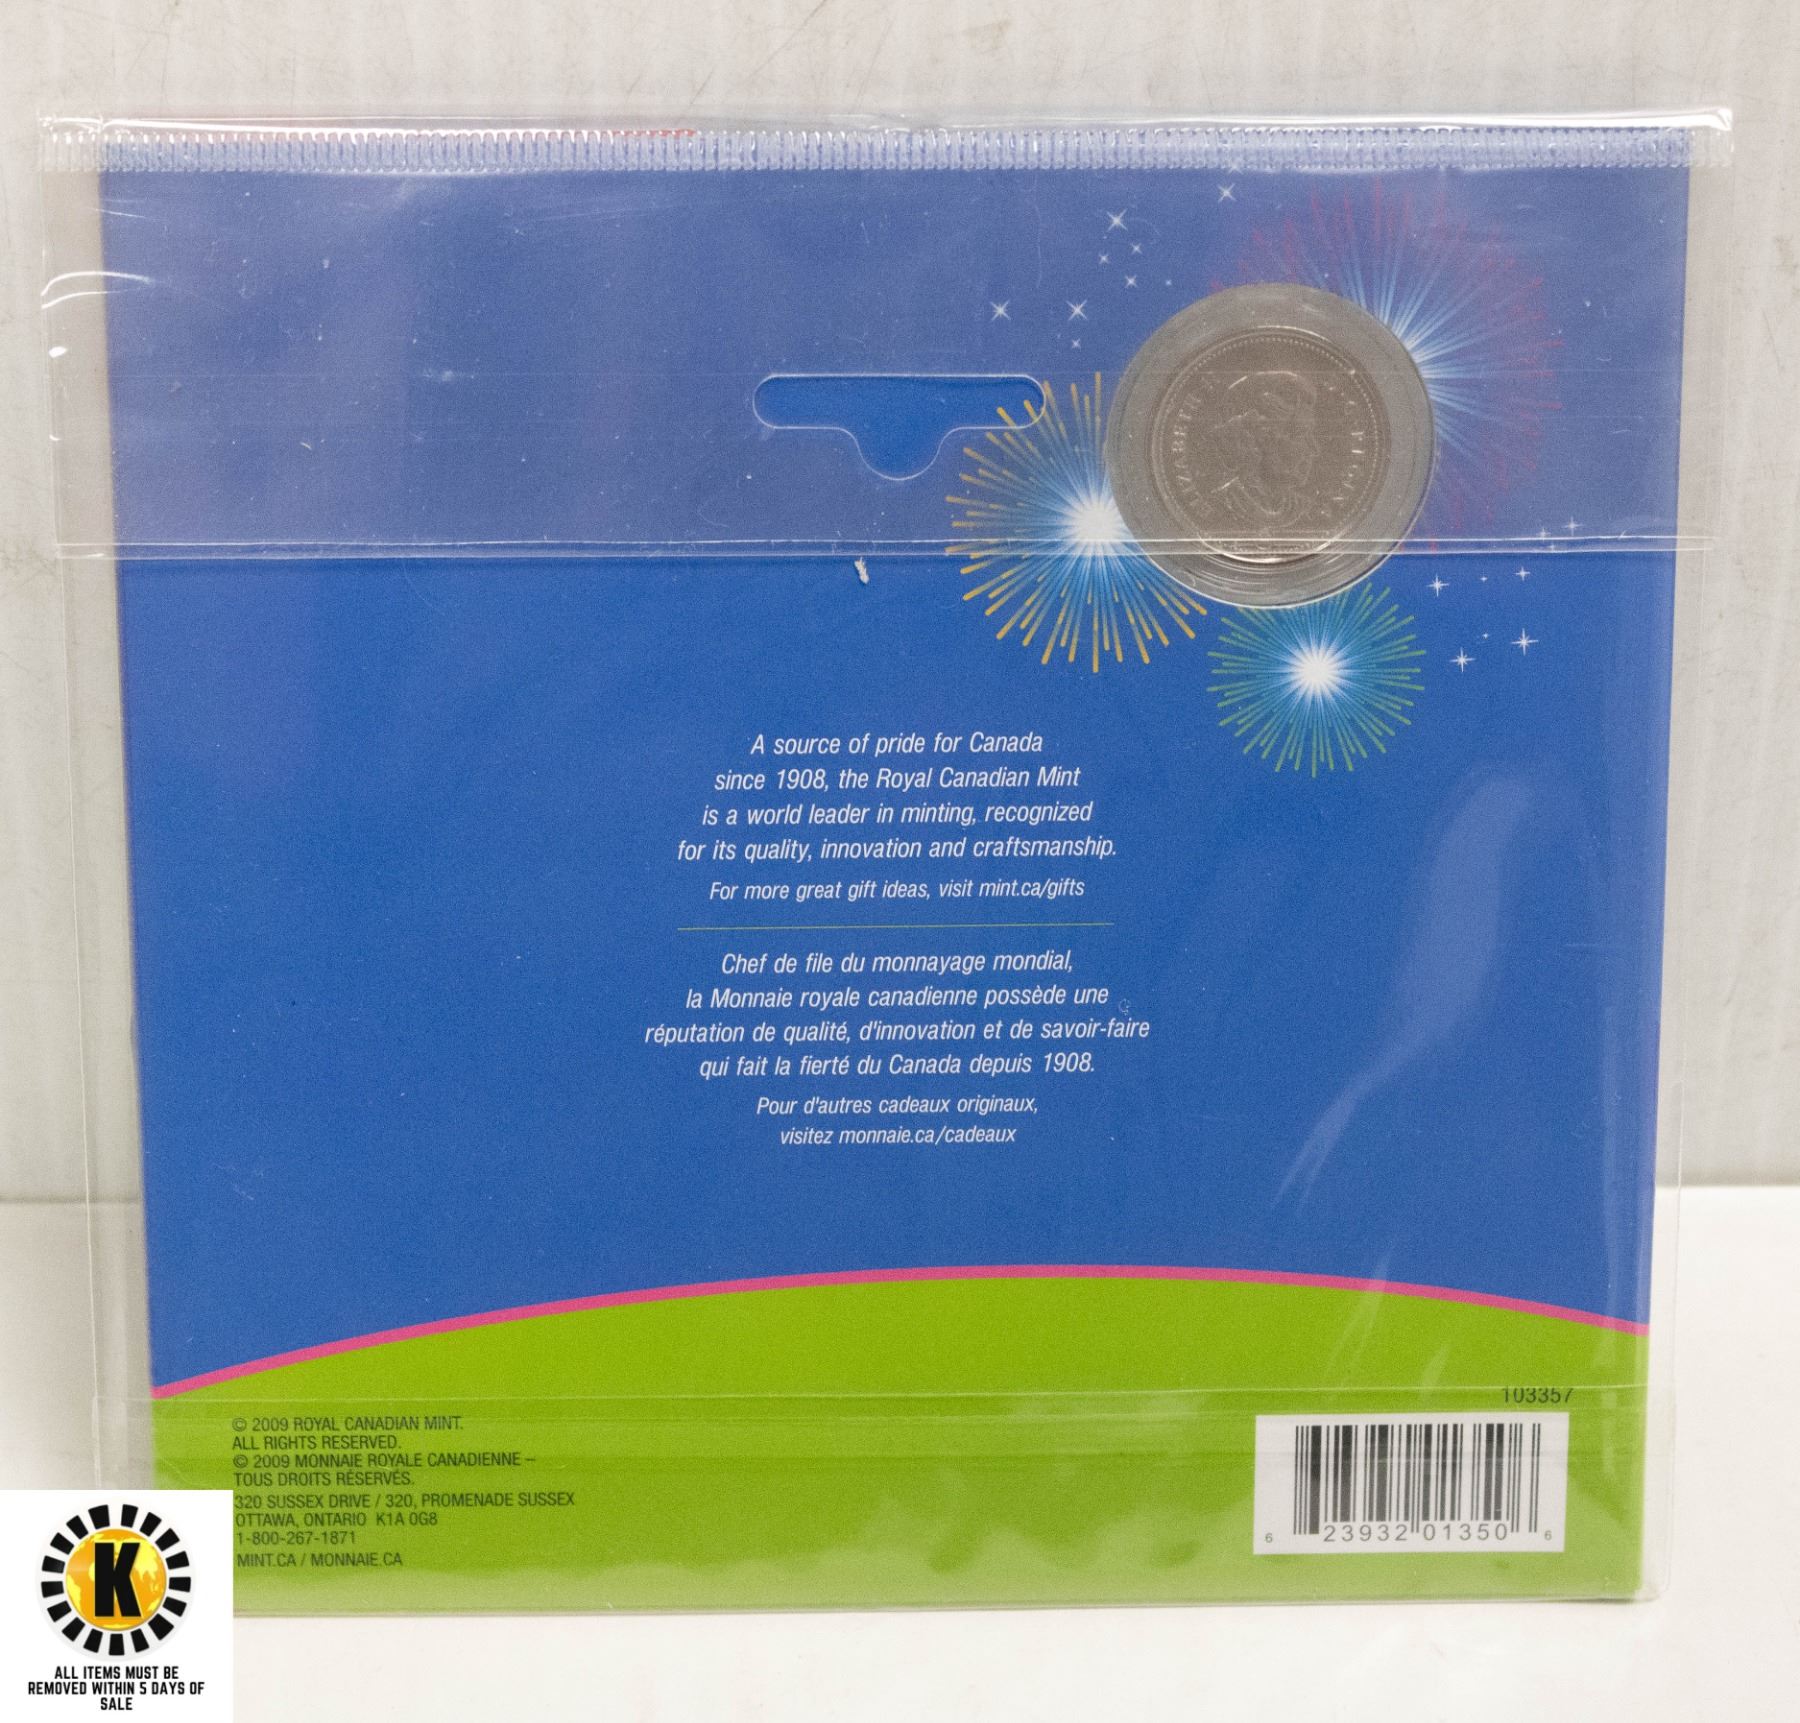 ELIZABETH II
D·G·REGINA
A source of pride for Canada
since 1908, the Royal Canadian Mint
is a world leader in minting, recognized
for its quality, innovation and craftsmanship.
For more great gift ideas, visit mint.ca/gifts
Chef de file du monnayage mondial,
la Monnaie royale canadienne possède une
réputation de qualité, d'innovation et de savoir-faire
qui fait la fierté du Canada depuis 1908.
Pour d'autres cadeaux originaux,
visitez monnaie.ca/cadeaux
103357
6 23932 01350 6
© 2009 ROYAL CANADIAN MINT.
ALL RIGHTS RESERVED.
© 2009 MONNAIE ROYALE CANADIENNE –
TOUS DROITS RÉSERVÉS.
320 SUSSEX DRIVE / 320, PROMENADE SUSSEX
OTTAWA, ONTARIO K1A 0G8
1-800-267-1871
MINT.CA / MONNAIE.CA
K
ALL ITEMS MUST BE
REMOVED WITHIN 5 DAYS OF
SALE